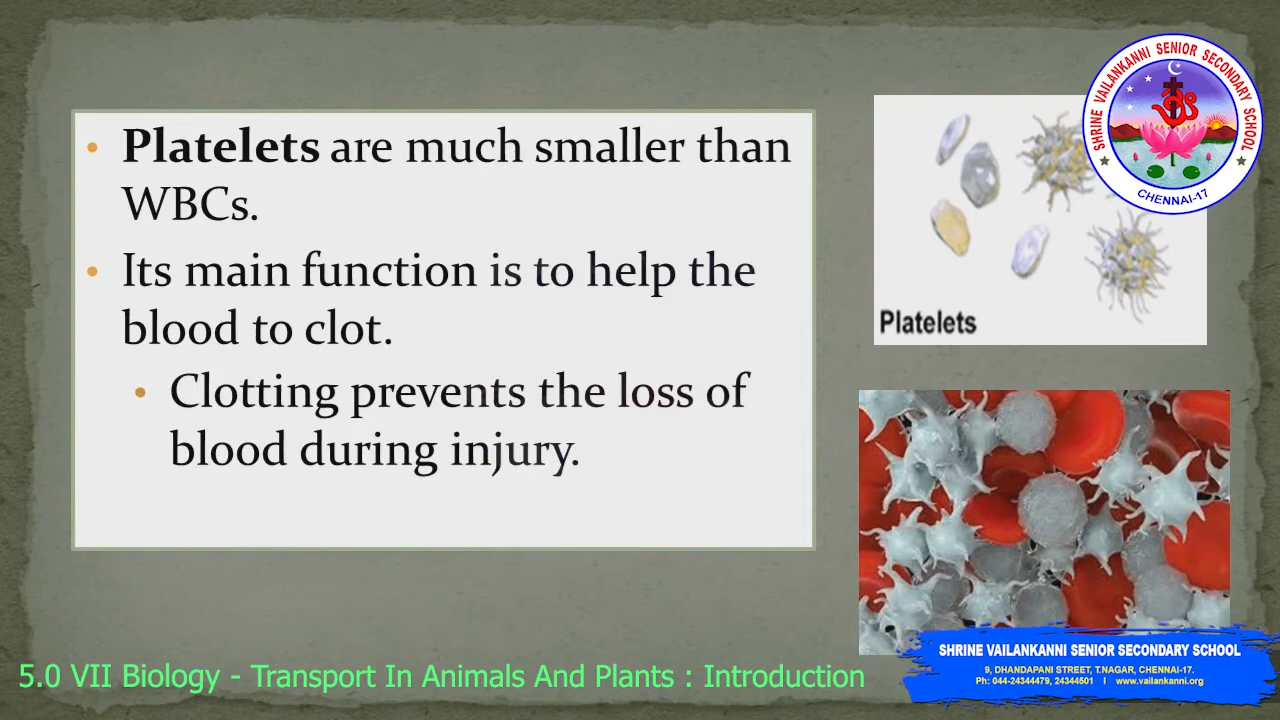 • Platelets are much smaller than
WBCs.
• Its main function is to help the
blood to clot.
• Clotting prevents the loss of
blood during injury.
SHRINE VAILANKANNI SENIOR SECONDARY SCHOOL
CHENNAI-17
Platelets
SHRINE VAILANKANNI SENIOR SECONDARY SCHOOL
9, DHANDAPANI STREET, T.NAGAR, CHENNAI-17.
Ph: 044-24344479, 24344501 I www.vailankanni.org
5.0 VII Biology - Transport In Animals And Plants : Introduction